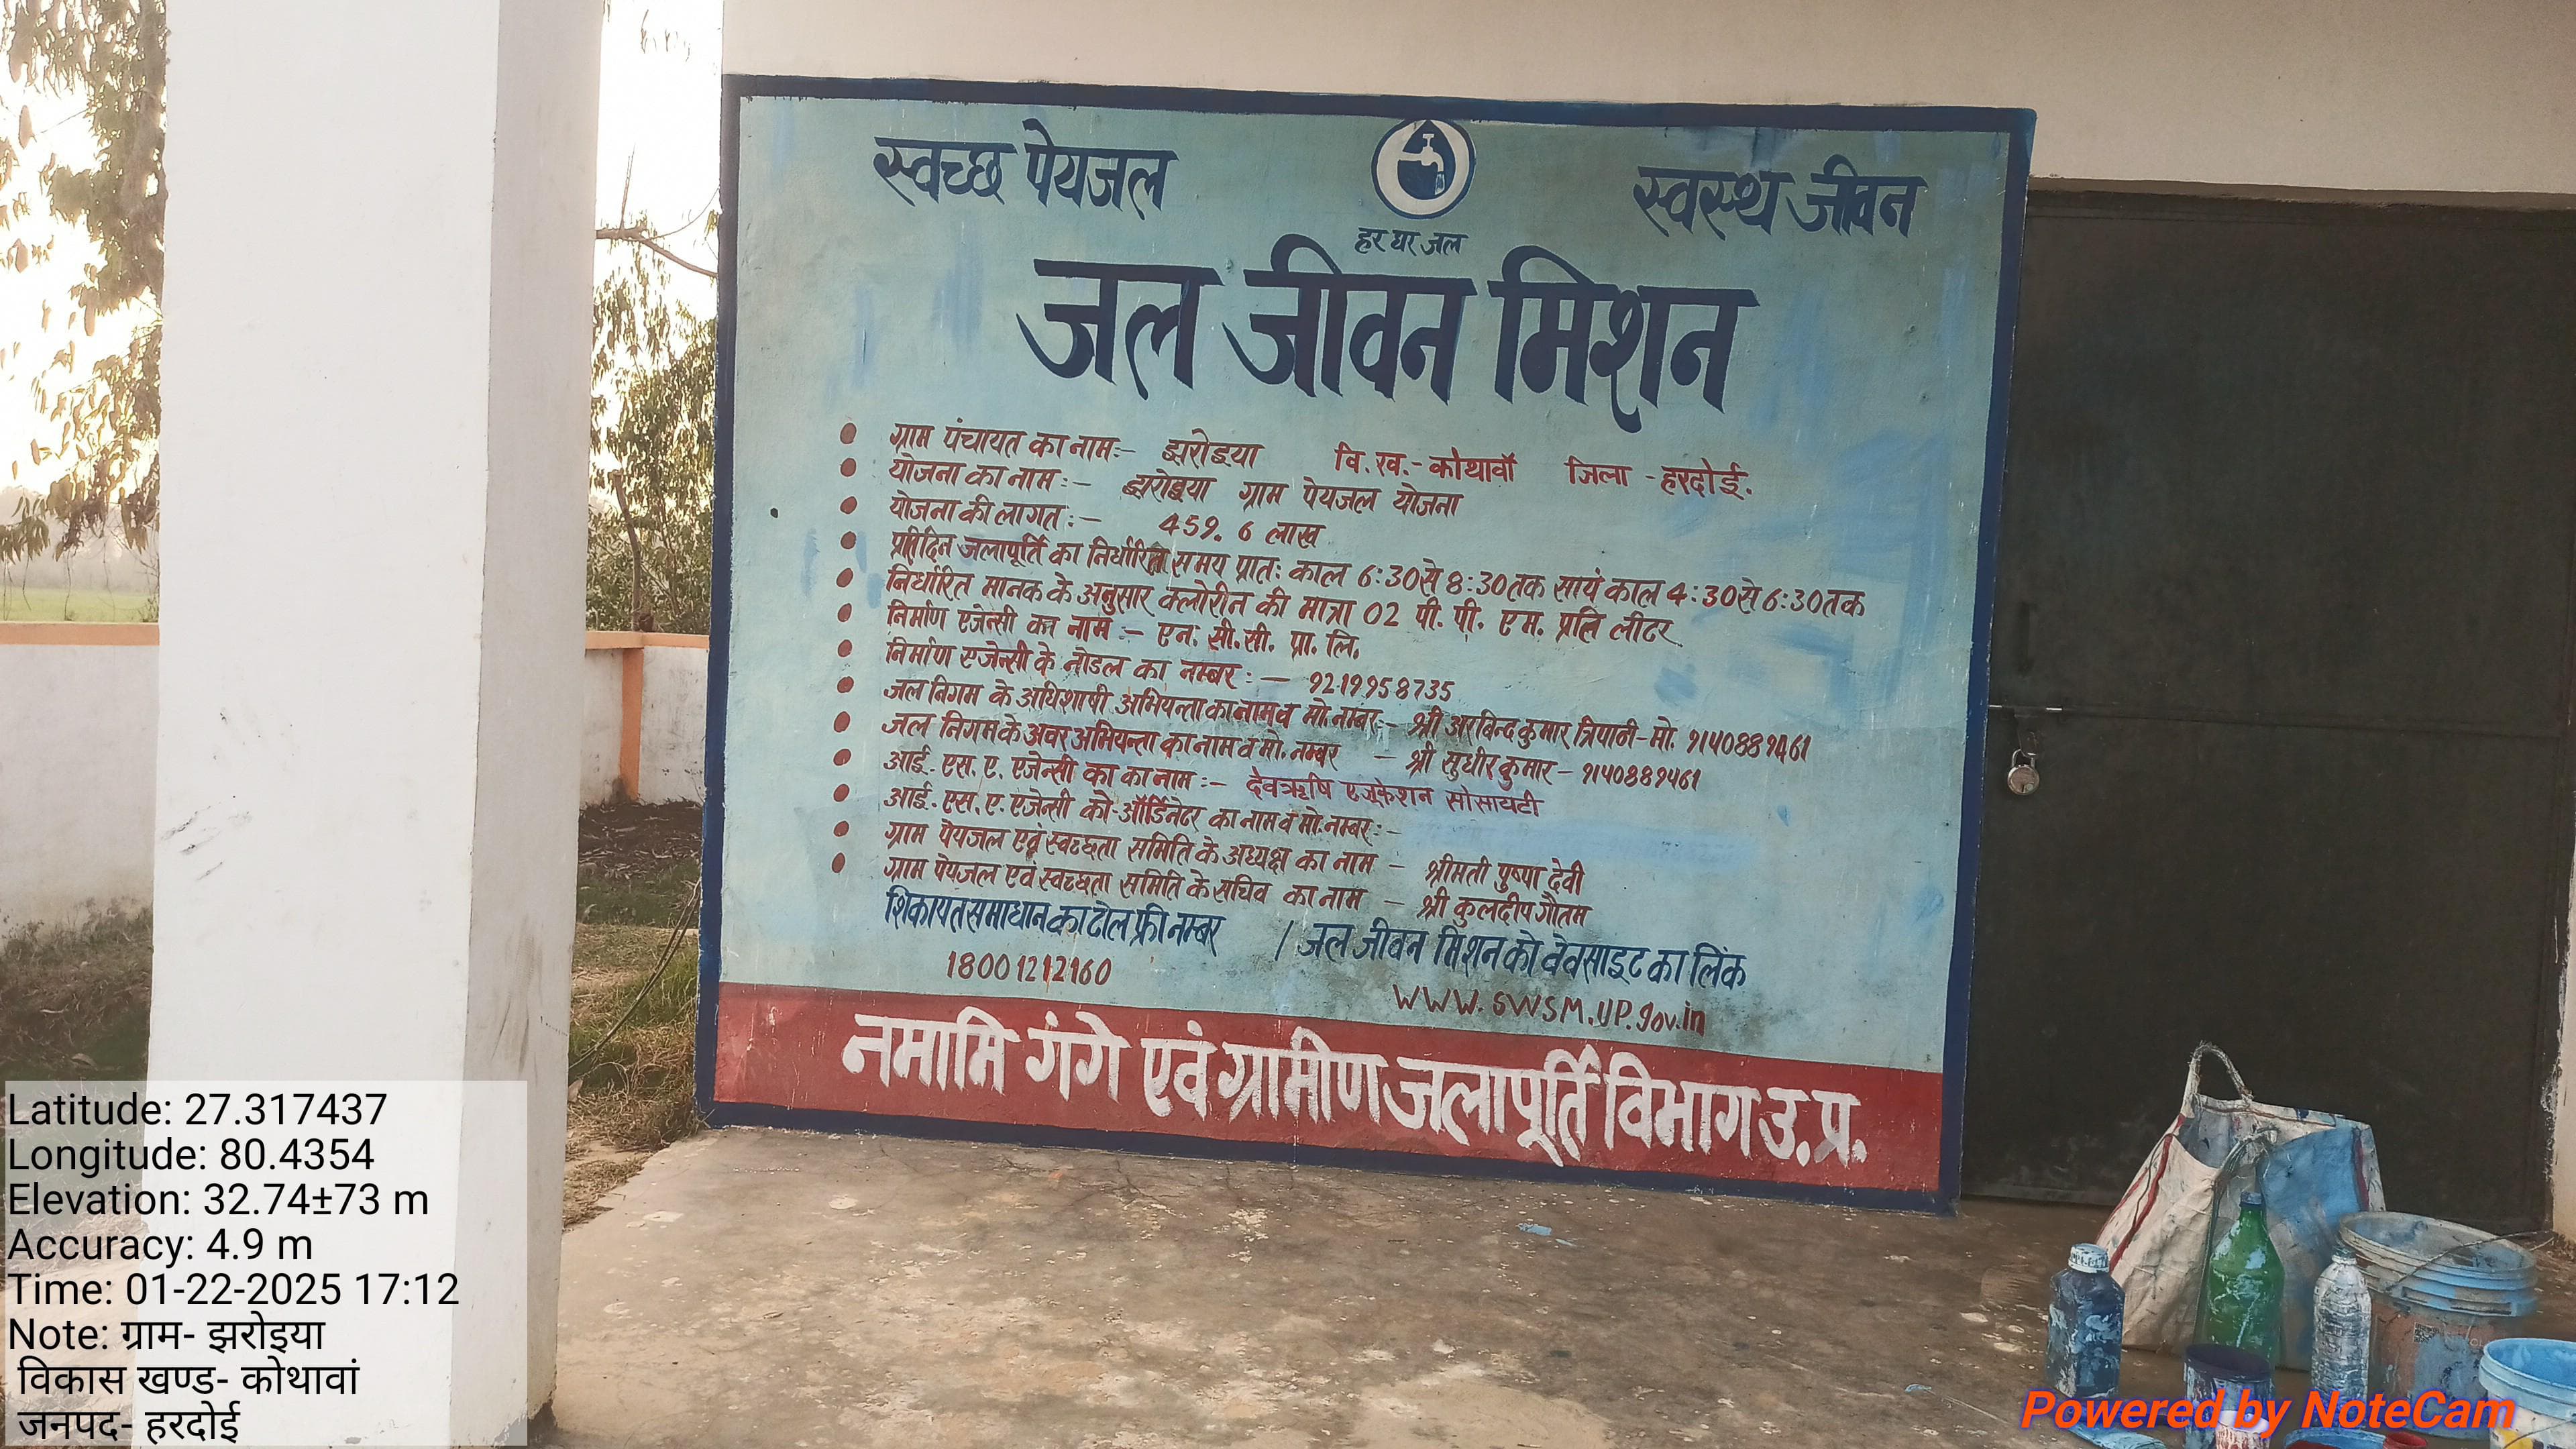 स्वच्छ पेयजल
स्वस्थ जीवन
हर घर जल
जल जीवन मिशन
ग्राम पंचायत का नाम:- झरोइया वि.ख.- कोथावाँ जिला - हरदोई.
योजना का नाम :- झरोइया ग्राम पेयजल योजना
योजना की लागत :- 459.6 लाख
प्रतिदिन जलापूर्ति का निर्धारित समय प्रातः काल 6:30 से 8:30 तक सायं काल 4:30 से 6:30 तक
निर्धारित मानक के अनुसार क्लोरीन की मात्रा 02 पी. पी. एम. प्रति लीटर
निर्माण एजेन्सी का नाम :- एन. सी. सी. प्रा. लि.
निर्माण एजेन्सी के नोडल का नम्बर :- 9219958735
जल निगम के अधिशाषी अभियन्ता का नाम व मो. नम्बर:- श्री अरविन्द कुमार त्रिपाठी-मो. 9140889461
जल निगम के अवर अभियन्ता का नाम व मो. नम्बर - श्री सुधीर कुमार - 9140889461
आई. एस. ए. एजेन्सी का का नाम :- देवऋषि एजूकेशन सोसायटी
आई. एस. ए. एजेन्सी को-ऑर्डिनेटर का नाम व मो. नम्बर :-
ग्राम पेयजल एवं स्वच्छता समिति के अध्यक्ष का नाम - श्रीमती पुष्पा देवी
ग्राम पेयजल एवं स्वच्छता समिति के सचिव का नाम - श्री कुलदीप गौतम
शिकायत समाधान का टोल फ्री नम्बर / जल जीवन मिशन को वेवसाइट का लिंक
18001212160
WWW.SWSM.UP.gov.in
नमामि गंगे एवं ग्रामीण जलापूर्ति विभाग उ.प्र.
Latitude: 27.317437
Longitude: 80.4354
Elevation: 32.74±73 m
Accuracy: 4.9 m
Time: 01-22-2025 17:12
Note: ग्राम- झरोइया
विकास खण्ड- कोथावां
जनपद- हरदोई
Powered by NoteCam